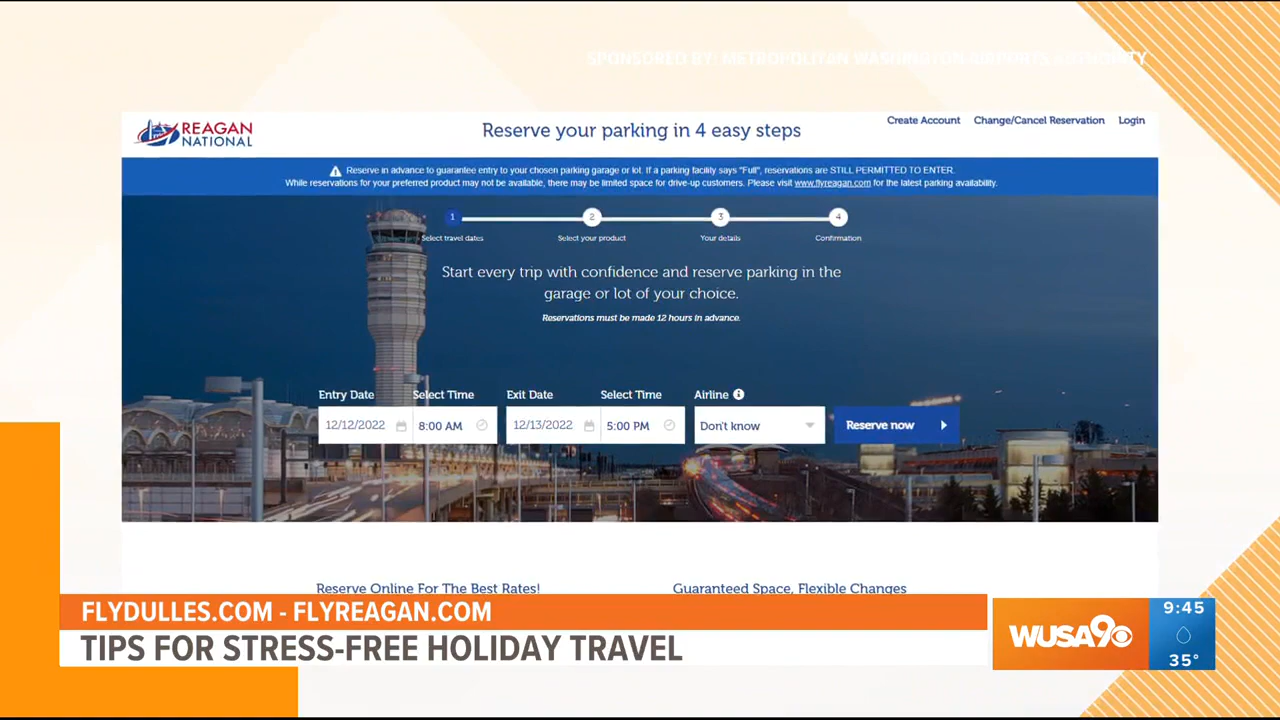 SPONSORED BY: METROPOLITAN WASHINGTON AIRPORTS AUTHORITY
REAGAN
NATIONAL
Reserve your parking in 4 easy steps
Create Account Change/Cancel Reservation Login
Reserve in advance to guarantee entry to your chosen parking garage or lot. If a parking facility says "Full", reservations are STILL PERMITTED TO ENTER.
While reservations for your preferred product may not be available, there may be limited space for drive-up customers. Please visit www.flyreagan.com for the latest parking availability.
1 2 3 4
Select travel dates Select your product Your details Confirmation
Start every trip with confidence and reserve parking in the
garage or lot of your choice.
Reservations must be made 12 hours in advance.
Entry Date Select Time Exit Date Select Time Airline
12/12/2022 8:00 AM 12/13/2022 5:00 PM Don't know Reserve now
Reserve Online For The Best Rates! Guaranteed Space, Flexible Changes
FLYDULLES.COM - FLYREAGAN.COM
TIPS FOR STRESS-FREE HOLIDAY TRAVEL
WUSA9
9:45
35°